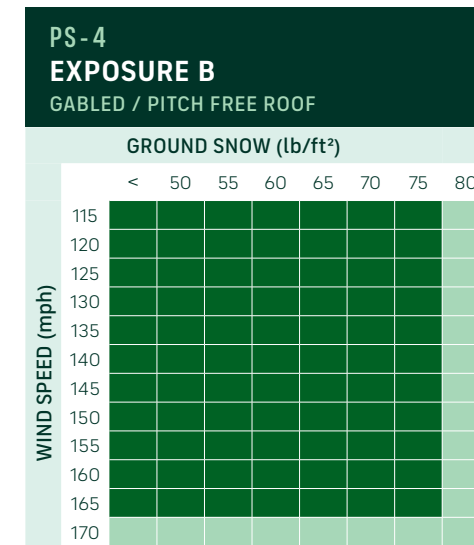 PS-4
EXPOSURE B
GABLED / PITCH FREE ROOF
GROUND SNOW (lb/ft²)
< 50 55 60 65 70 75 80
WIND SPEED (mph)
115
120
125
130
135
140
145
150
155
160
165
170